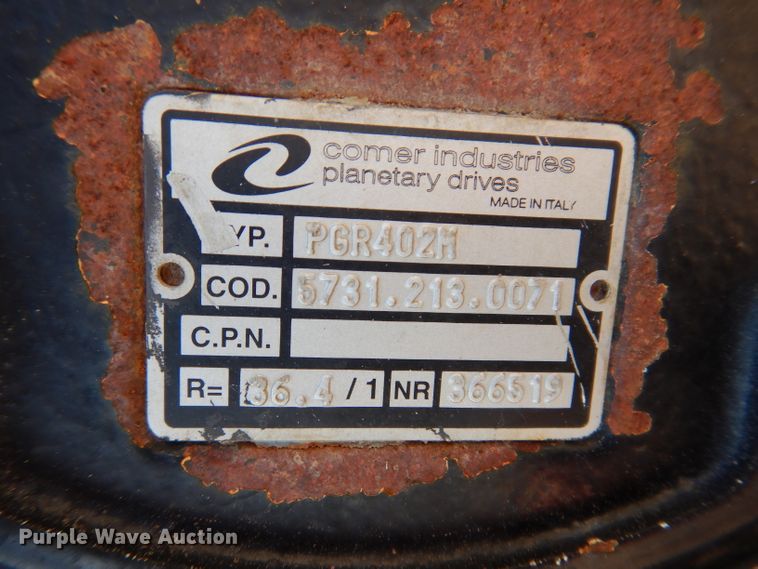 comer industries
planetary drives
MADE IN ITALY
YP. PGR402M
COD. 5731.213.0071
C.P.N.
R= 36.4 / 1 NR 366519
Purple Wave Auction